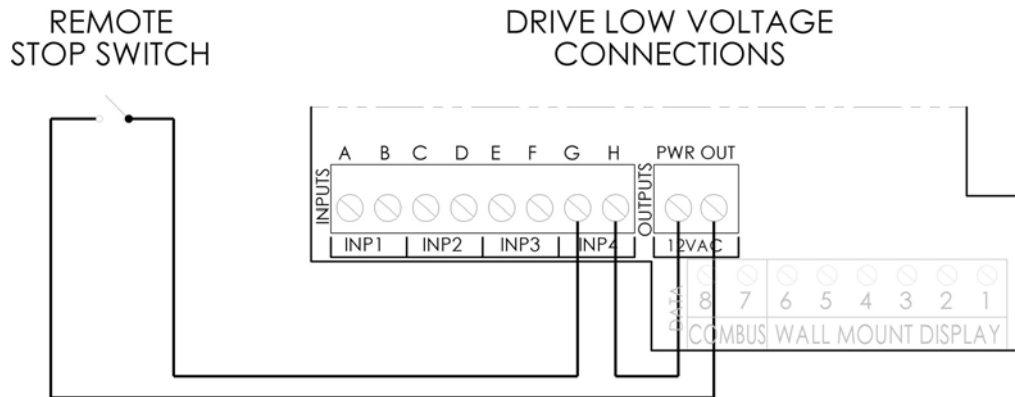 REMOTE
STOP SWITCH
DRIVE LOW VOLTAGE
CONNECTIONS
INPUTS
A B C D E F G H
OUTPUTS
PWR OUT
INP1 INP2 INP3 INP4
12VAC
DATA
8 7 6 5 4 3 2 1
COMBUS WALL MOUNT DISPLAY